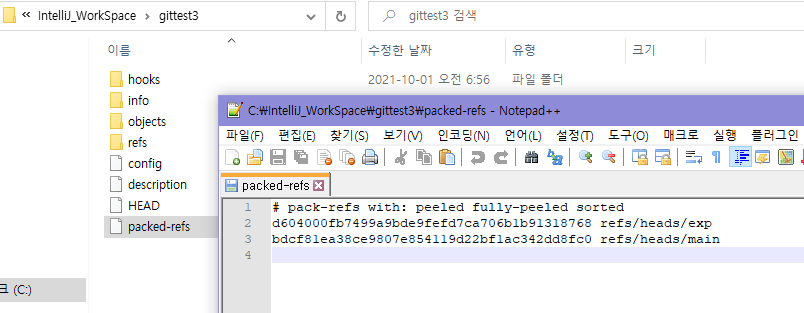 ≪ IntelliJ_WorkSpace > gittest3
gittest3 검색
이름 수정한 날짜 유형 크기
hooks 2021-10-01 오전 6:56 파일 폴더
info
objects
refs
config
description
HEAD
packed-refs
(C:)
C:₩IntelliJ_WorkSpace₩gittest3₩packed-refs - Notepad++
파일(F) 편집(E) 찾기(S) 보기(V) 인코딩(N) 언어(L) 설정(T) 도구(O) 매크로 실행 플러그인
packed-refs
1 # pack-refs with: peeled fully-peeled sorted
2 d604000fb7499a9bde9fefd7ca706b1b91318768 refs/heads/exp
3 bdcf81ea38ce9807e854119d22bf1ac342dd8fc0 refs/heads/main
4